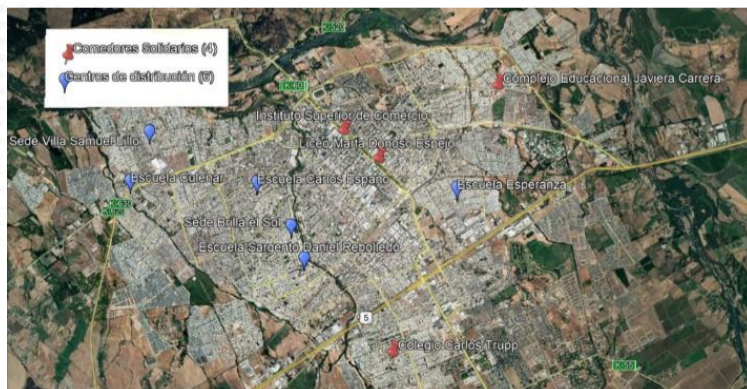 Comedores Solidarios (4)
Centros de distribución (6)
Complejo Educacional Javiera Carrera
Instituto Superior de Comercio
Liceo Marta Donoso Espejo
Sede Villa Samuel Lillo
Escuela Culenar
Escuela Carlos Spano
Escuela Esperanza
Sede Brilla el Sol
Escuela Sargento Daniel Rebolledo
5
Colegio Carlos Trupp
K-55